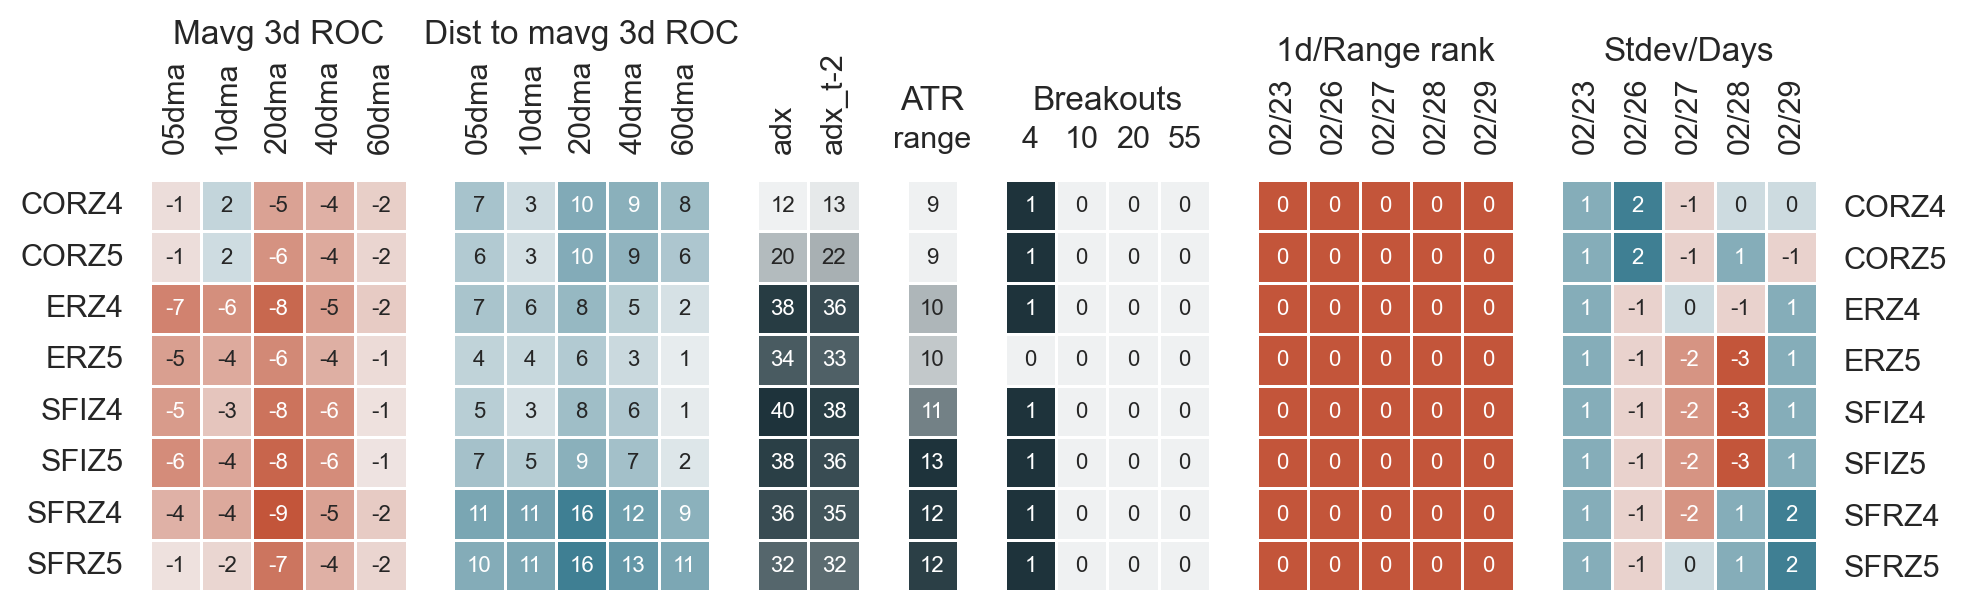 Mavg 3d ROC Dist to mavg 3d ROC 1d/Range rank Stdev/Days
05dma 10dma 20dma 40dma 60dma 05dma 10dma 20dma 40dma 60dma adx adx_t-2 ATR range Breakouts 4 10 20 55 02/23 02/26 02/27 02/28 02/29 02/23 02/26 02/27 02/28 02/29
CORZ4 -1 2 -5 -4 -2 7 3 10 9 8 12 13 9 1 0 0 0 0 0 0 0 0 1 2 -1 0 0 CORZ4
CORZ5 -1 2 -6 -4 -2 6 3 10 9 6 20 22 9 1 0 0 0 0 0 0 0 0 1 2 -1 1 -1 CORZ5
ERZ4 -7 -6 -8 -5 -2 7 6 8 5 2 38 36 10 1 0 0 0 0 0 0 0 0 1 -1 0 -1 1 ERZ4
ERZ5 -5 -4 -6 -4 -1 4 4 6 3 1 34 33 10 0 0 0 0 0 0 0 0 0 1 -1 -2 -3 1 ERZ5
SFIZ4 -5 -3 -8 -6 -1 5 3 8 6 1 40 38 11 1 0 0 0 0 0 0 0 0 1 -1 -2 -3 1 SFIZ4
SFIZ5 -6 -4 -8 -6 -1 7 5 9 7 2 38 36 13 1 0 0 0 0 0 0 0 0 1 -1 -2 -3 1 SFIZ5
SFRZ4 -4 -4 -9 -5 -2 11 11 16 12 9 36 35 12 1 0 0 0 0 0 0 0 0 1 -1 -2 1 2 SFRZ4
SFRZ5 -1 -2 -7 -4 -2 10 11 16 13 11 32 32 12 1 0 0 0 0 0 0 0 0 1 -1 0 1 2 SFRZ5